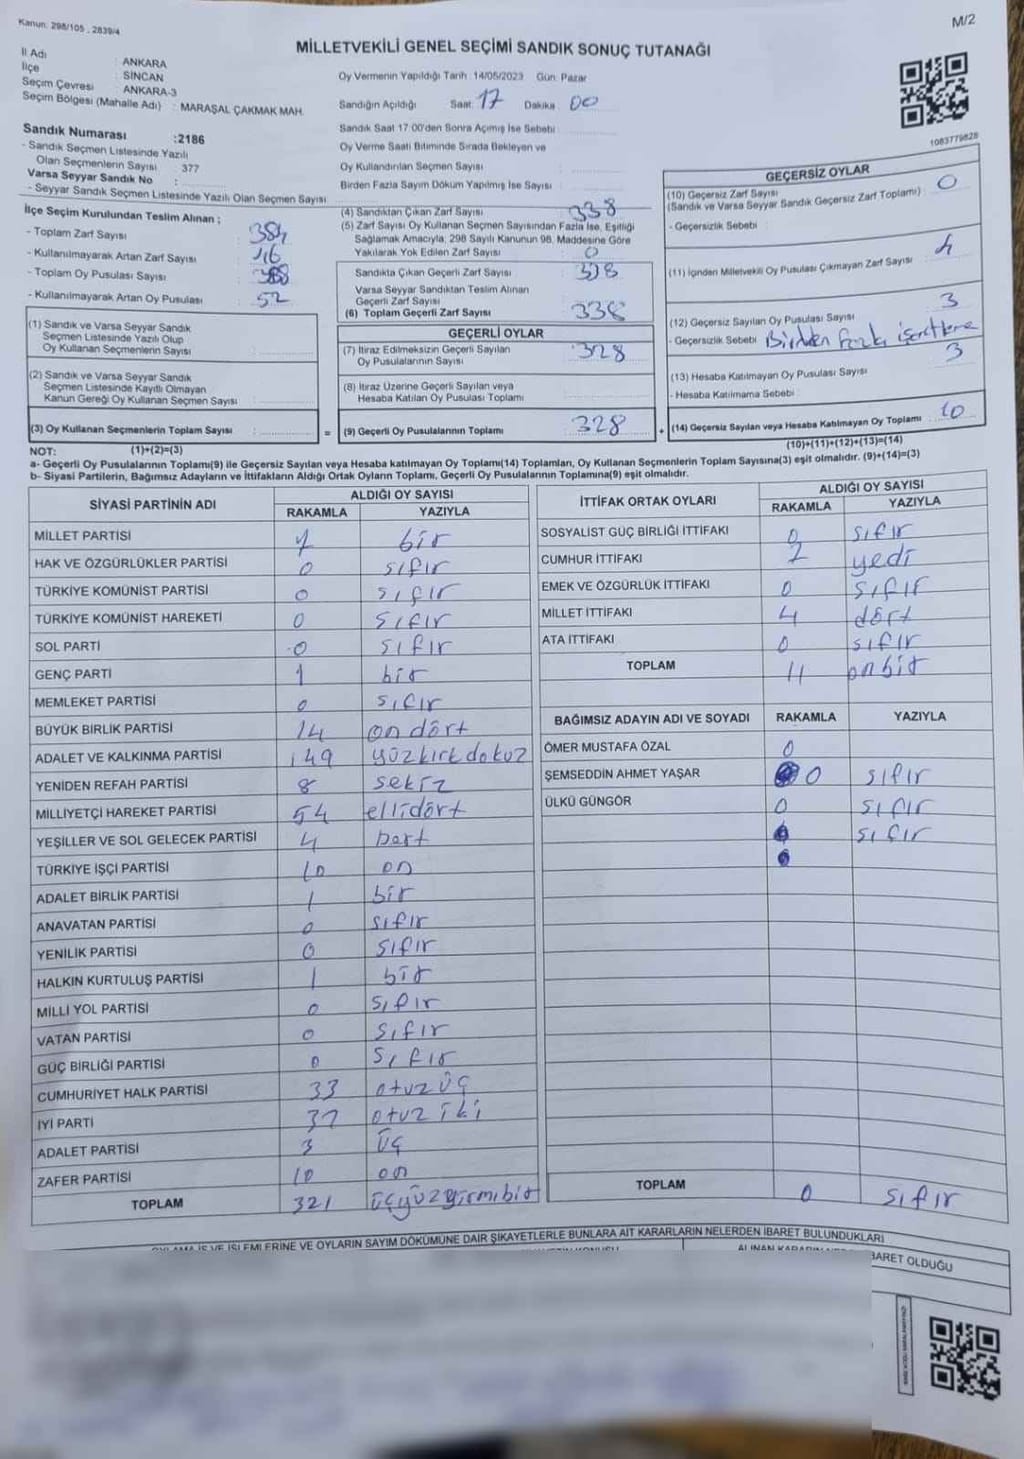 Kanun: 298/105 , 2839/4
M/2
MİLLETVEKİLİ GENEL SEÇİMİ SANDIK SONUÇ TUTANAĞI
İl Adı : ANKARA
İlçe : SİNCAN
Seçim Çevresi : ANKARA-3
Seçim Bölgesi (Mahalle Adı) : MARAŞAL ÇAKMAK MAH.
Sandık Numarası :2186
- Sandık Seçmen Listesinde Yazılı
Olan Seçmenlerin Sayısı : 377
Varsa Seyyar Sandık No :
- Seyyar Sandık Seçmen Listesinde Yazılı Olan Seçmen Sayısı
İlçe Seçim Kurulundan Teslim Alınan ;
- Toplam Zarf Sayısı : 384
- Kullanılmayarak Artan Zarf Sayısı :
- Toplam Oy Pusulası Sayısı :
- Kullanılmayarak Artan Oy Pusulası : 52
(1) Sandık ve Varsa Seyyar Sandık
Seçmen Listesinde Yazılı Olup
Oy Kullanan Seçmenlerin Sayısı
(2) Sandık ve Varsa Seyyar Sandık
Seçmen Listesinde Kayıtlı Olmayan
Kanun Gereği Oy Kullanan Seçmen Sayısı :
(3) Oy Kullanan Seçmenlerin Toplam Sayısı =
Oy Vermenin Yapıldığı Tarih :14/05/2023 Gün: Pazar
Sandığın Açıldığı Saat: 17 Dakika : 00
Sandık Saat 17:00'den Sonra Açımış İse Sebebi
Oy Verme Saati Bitiminde Sırada Bekleyen ve
Oy Kullandırılan Seçmen Sayısı
Birden Fazla Sayım Döküm Yapılmış İse Sayısı
(4) Sandıktan Çıkan Zarf Sayısı : 338
(5) Zarf Sayısı Oy Kullanan Seçmen Sayısından Fazla İse, Eşitliği
Sağlamak Amacıyla, 298 Sayılı Kanunun 98. Maddesine Göre
Yakılarak Yok Edilen Zarf Sayısı : 0
Sandıkta Çıkan Geçerli Zarf Sayısı : 338
Varsa Seyyar Sandıktan Teslim Alınan
Geçerli Zarf Sayısı
(6) Toplam Geçerli Zarf Sayısı : 338
GEÇERLİ OYLAR
(7) İtiraz Edilmeksizin Geçerli Sayılan
Oy Pusulalarının Sayısı : 328
(8) İtiraz Üzerine Geçerli Sayılan veya
Hesaba Katılan Oy Pusulası Toplamı
(9) Geçerli Oy Pusulalarının Toplamı : 328 +
1083779828
GEÇERSİZ OYLAR
(10) Geçersiz Zarf Sayısı
(Sandık ve Varsa Seyyar Sandık Geçersiz Zarf Toplamı) : 0
- Geçersizlik Sebebi
(11) İçinden Milletvekili Oy Pusulası Çıkmayan Zarf Sayısı : 4
(12) Geçersiz Sayılan Oy Pusulası Sayısı 3
- Geçersizlik Sebebi : Birden fazla işaretleme
(13) Hesaba Katılmayan Oy Pusulası Sayısı 3
- Hesaba Katılmama Sebebi
(14) Geçersiz Sayılan veya Hesaba Katılmayan Oy Toplamı 10
NOT: (1)+(2)=(3) (10)+(11)+(12)+(13)=(14)
a- Geçerli Oy Pusulalarının Toplamı(9) ile Geçersiz Sayılan veya Hesaba katılmayan Oy Toplamı(14) Toplamları, Oy Kullanan Seçmenlerin Toplam Sayısına(3) eşit olmalıdır. (9)+(14)=(3)
b- Siyasi Partilerin, Bağımsız Adayların ve İttifakların Aldığı Ortak Oyların Toplamı, Geçerli Oy Pusulalarının Toplamına(9) eşit olmalıdır.
SİYASİ PARTİNİN ADI ALDIĞI OY SAYISI
RAKAMLA YAZIYLA
MİLLET PARTİSİ 1 bir
HAK VE ÖZGÜRLÜKLER PARTİSİ 0 sıfır
TÜRKİYE KOMÜNİST PARTİSİ 0 sıfır
TÜRKİYE KOMÜNİST HAREKETİ 0 sıfır
SOL PARTİ 0 sıfır
GENÇ PARTİ 1 bir
MEMLEKET PARTİSİ 0 sıfır
BÜYÜK BİRLİK PARTİSİ 14 on dört
ADALET VE KALKINMA PARTİSİ 149 yüzkırkdokuz
YENİDEN REFAH PARTİSİ 8 sekiz
MİLLİYETÇİ HAREKET PARTİSİ 54 ellidört
YEŞİLLER VE SOL GELECEK PARTİSİ 4 dört
TÜRKİYE İŞÇİ PARTİSİ 10 on
ADALET BİRLİK PARTİSİ 1 bir
ANAVATAN PARTİSİ 0 sıfır
YENİLİK PARTİSİ 0 sıfır
HALKIN KURTULUŞ PARTİSİ 1 bir
MİLLİ YOL PARTİSİ 0 sıfır
VATAN PARTİSİ 0 sıfır
GÜÇ BİRLİĞİ PARTİSİ 0 sıfır
CUMHURİYET HALK PARTİSİ 33 otuz üç
İYİ PARTİ 32 otuz iki
ADALET PARTİSİ 3 üç
ZAFER PARTİSİ 10 on
TOPLAM 321 üçyüzyirmibir
İTTİFAK ORTAK OYLARI ALDIĞI OY SAYISI
RAKAMLA YAZIYLA
SOSYALİST GÜÇ BİRLİĞİ İTTİFAKI 0 sıfır
CUMHUR İTTİFAKI 7 yedi
EMEK VE ÖZGÜRLÜK İTTİFAKI 0 sıfır
MİLLET İTTİFAKI 4 dört
ATA İTTİFAKI 0 sıfır
TOPLAM 11 onbir
BAĞIMSIZ ADAYIN ADI VE SOYADI RAKAMLA YAZIYLA
ÖMER MUSTAFA ÖZAL 0
ŞEMSEDDİN AHMET YAŞAR 0 sıfır
ÜLKÜ GÜNGÖR 0 sıfır
sıfır
TOPLAM 0 sıfır
OYLAMA İŞ VE İŞLEMLERİNE VE OYLARIN SAYIM DÖKÜMÜNE DAİR ŞİKAYETLERLE BUNLARA AİT KARARLARIN NELERDEN İBARET BULUNDUKLARI
BARET OLDUĞU